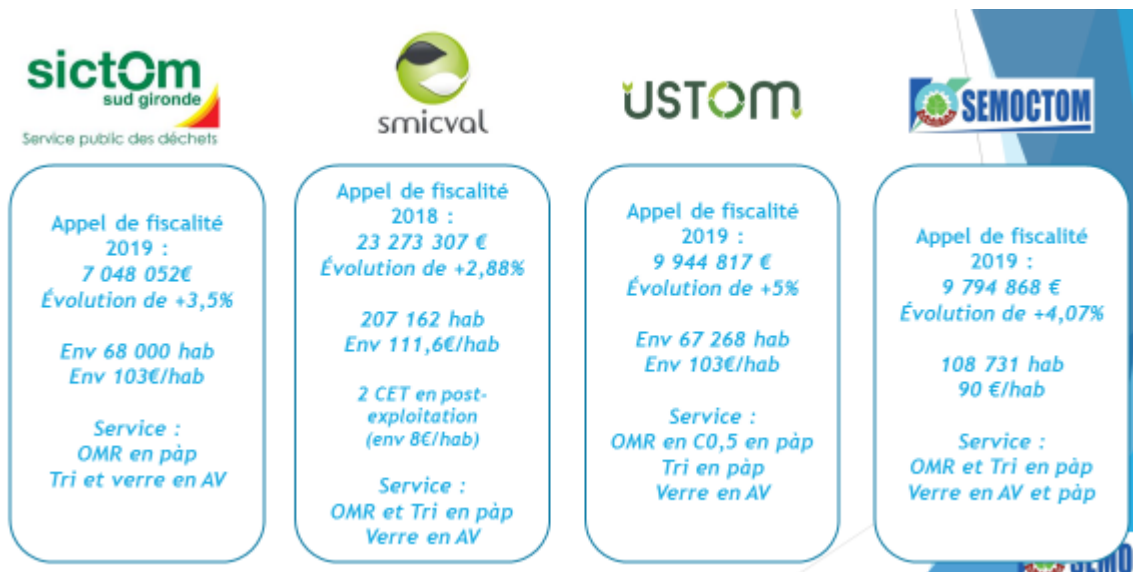 sictOm
sud gironde
Service public des déchets
smicval
USTOM
SEMOCTOM
Appel de fiscalité
2019 :
7 048 052€
Évolution de +3,5%
Env 68 000 hab
Env 103€/hab
Service :
OMR en pàp
Tri et verre en AV
Appel de fiscalité
2018 :
23 273 307 €
Évolution de +2,88%
207 162 hab
Env 111,6€/hab
2 CET en post-
exploitation
(env 8€/hab)
Service :
OMR et Tri en pàp
Verre en AV
Appel de fiscalité
2019 :
9 944 817 €
Évolution de +5%
Env 67 268 hab
Env 103€/hab
Service :
OMR en C0,5 en pàp
Tri en pàp
Verre en AV
Appel de fiscalité
2019 :
9 794 868 €
Évolution de +4,07%
108 731 hab
90 €/hab
Service :
OMR et Tri en pàp
Verre en AV et pàp